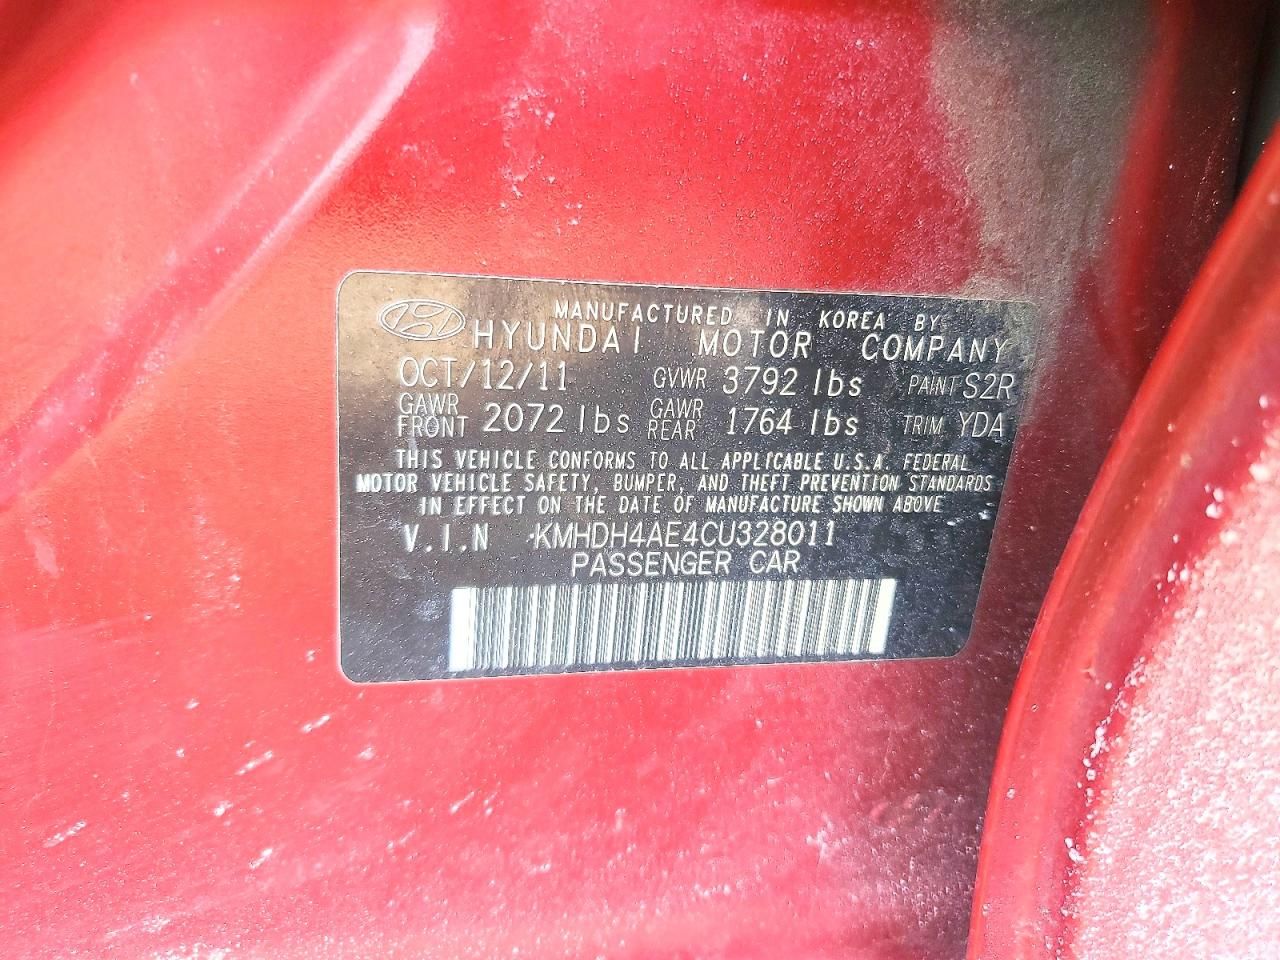 MANUFACTURED IN KOREA BY
HYUNDAI MOTOR COMPANY
OCT/12/11 GVWR 3792 lbs PAINT S2R
GAWR FRONT 2072 lbs GAWR REAR 1764 lbs TRIM YDA
THIS VEHICLE CONFORMS TO ALL APPLICABLE U.S.A. FEDERAL
MOTOR VEHICLE SAFETY, BUMPER, AND THEFT PREVENTION STANDARDS
IN EFFECT ON THE DATE OF MANUFACTURE SHOWN ABOVE
V.I.N KMHDH4AE4CU328011
PASSENGER CAR